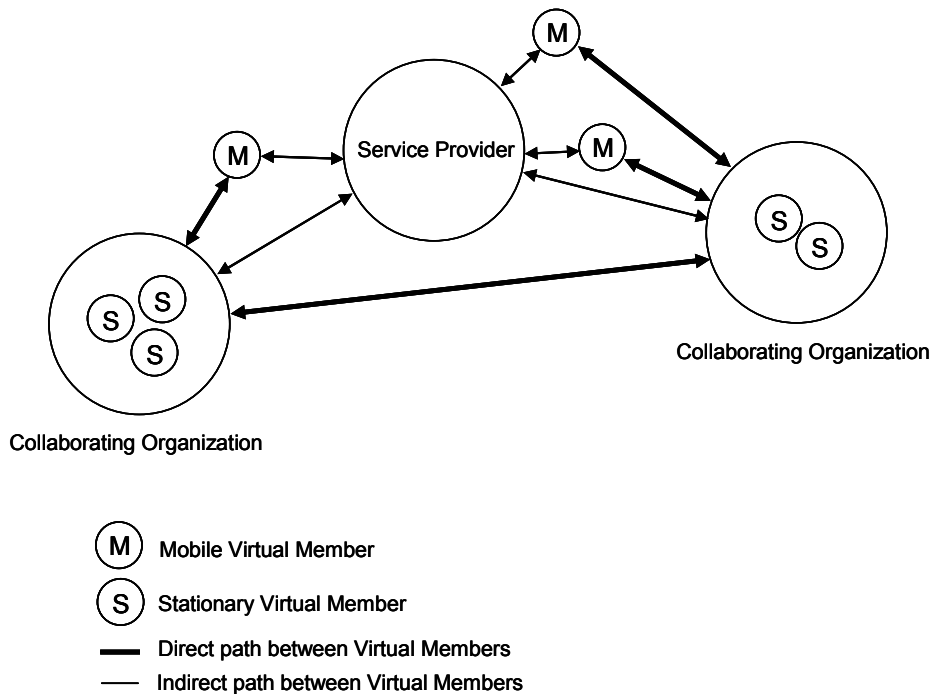 M
Service Provider
M
M
S
S
S
S
S
Collaborating Organization
Collaborating Organization
M Mobile Virtual Member
S Stationary Virtual Member
Direct path between Virtual Members
Indirect path between Virtual Members